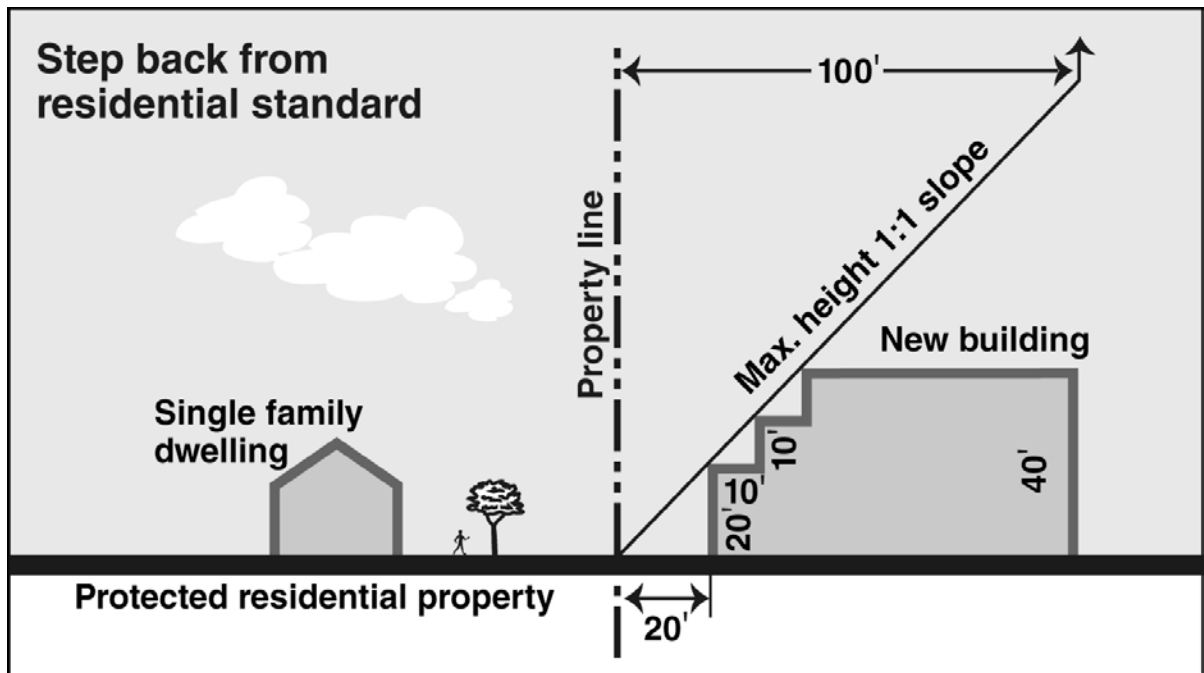 Step back from
residential standard
100'
Property line
Max. height 1:1 slope
New building
Single family
dwelling
10'
10'
20'
40'
Protected residential property
20'